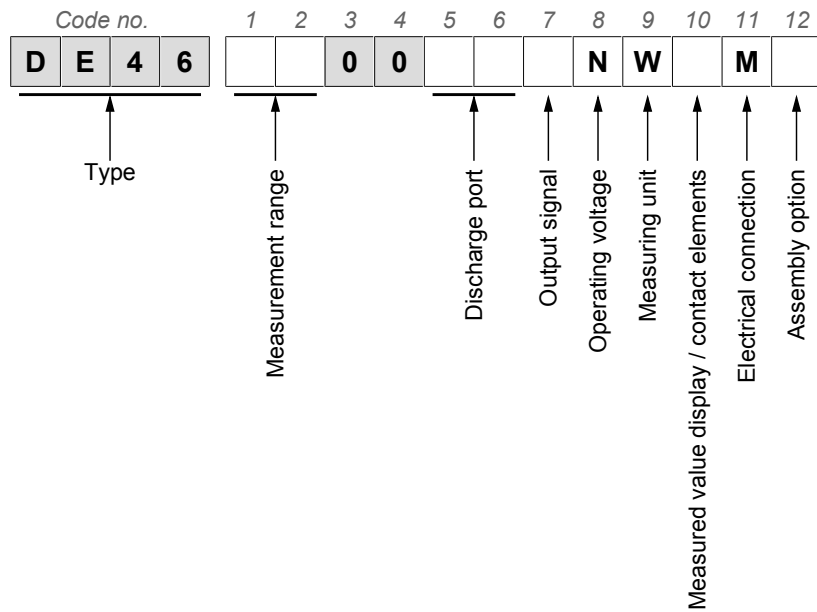 Code no. 1 2 3 4 5 6 7 8 9 10 11 12
D E 4 6 0 0 N W M
Type
Measurement range
Discharge port
Output signal
Operating voltage
Measuring unit
Measured value display / contact elements
Electrical connection
Assembly option